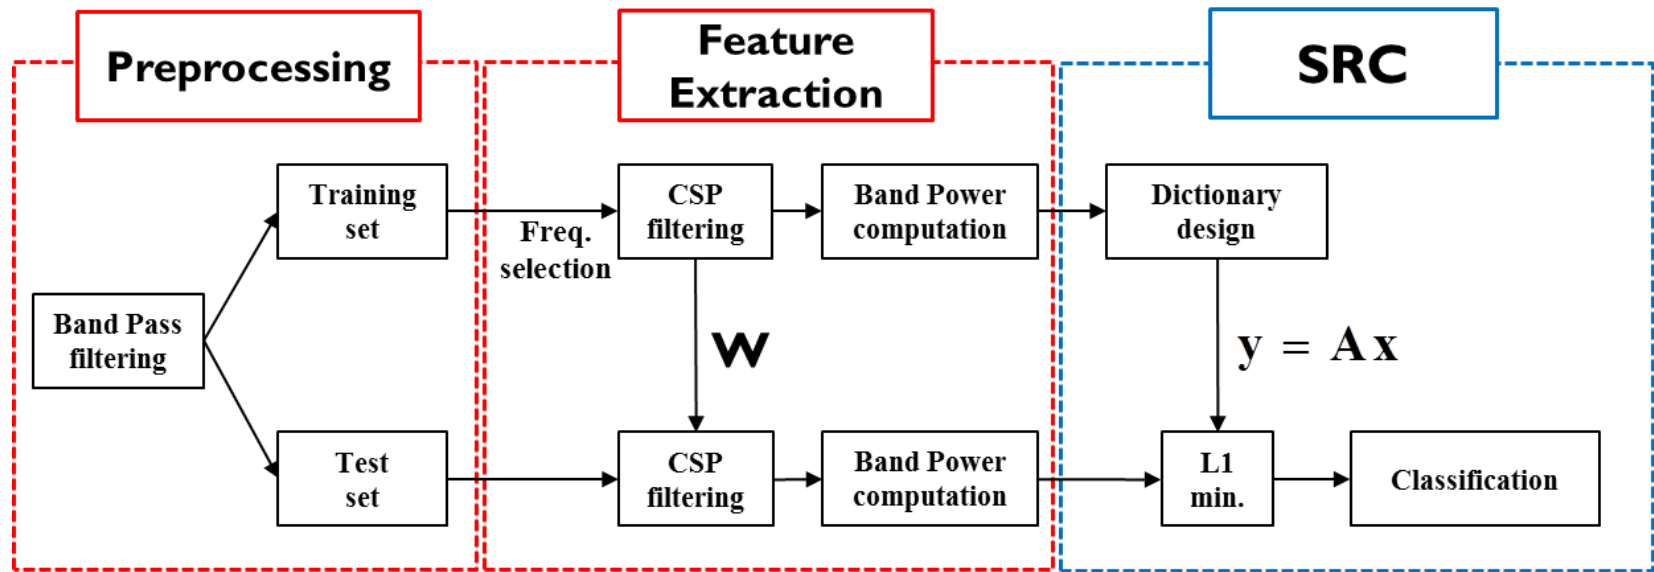 Preprocessing
Feature
Extraction
SRC
Training
set
Freq.
selection
CSP
filtering
Band Power
computation
Dictionary
design
Band Pass
filtering
W
y = A x
Test
set
CSP
filtering
Band Power
computation
L1
min.
Classification